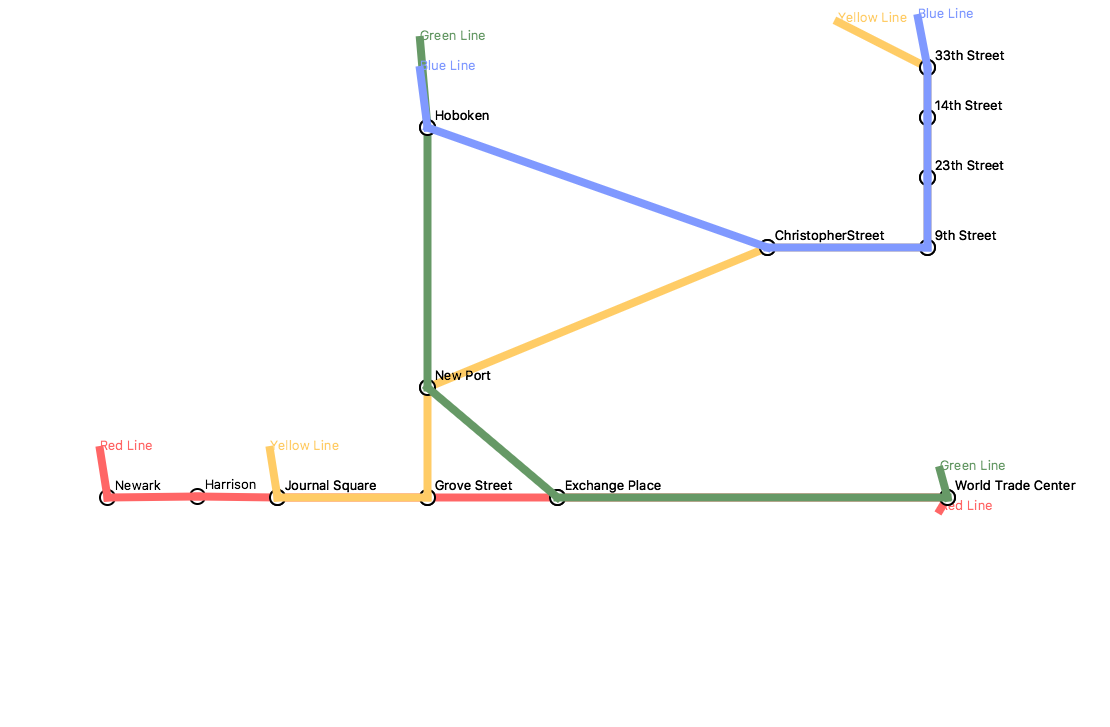 Yellow Line
Blue Line
Green Line
33th Street
Blue Line
14th Street
Hoboken
23th Street
ChristopherStreet
9th Street
New Port
Red Line
Yellow Line
Green Line
Newark
Harrison
Journal Square
Grove Street
Exchange Place
World Trade Center
Red Line